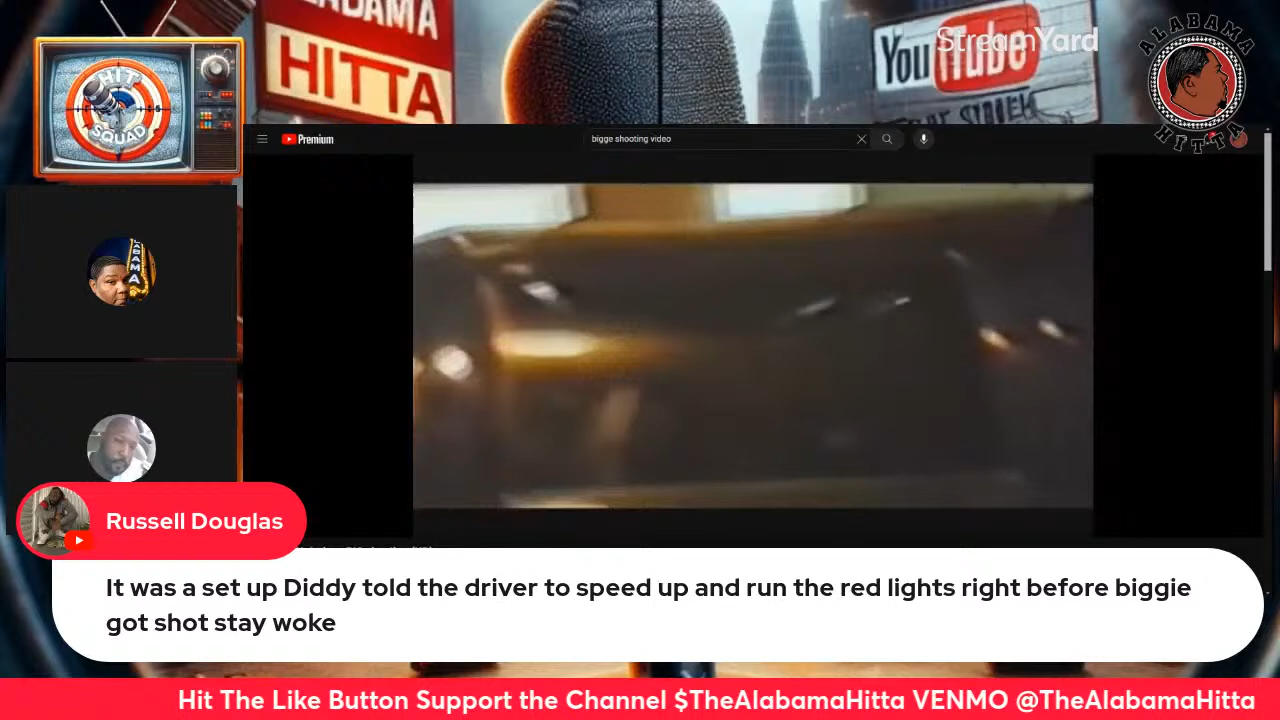 ALABAMA
HITTA
StreamYard
YouTube
ALABAMA
HITTA
HIT
SQUAD
Premium
bigge shooting video
ABAMA
Russell Douglas
It was a set up Diddy told the driver to speed up and run the red lights right before biggie
got shot stay woke
Hit The Like Button Support the Channel $TheAlabamaHitta VENMO @TheAlabamaHitta